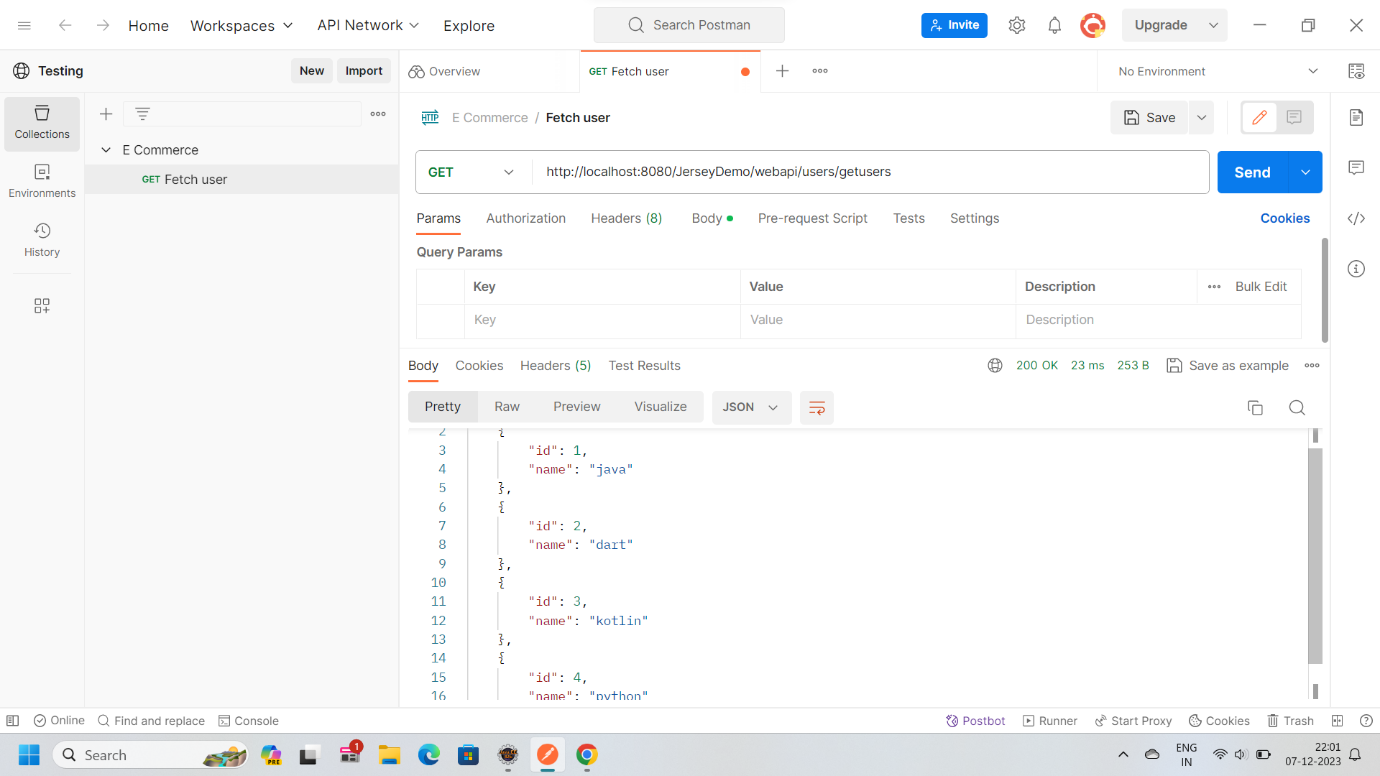 Home Workspaces API Network Explore Search Postman Invite Upgrade
Testing New Import Overview GET Fetch user No Environment
Collections
Environments
History
E Commerce
GET Fetch user
HTTP E Commerce / Fetch user Save
GET http://localhost:8080/JerseyDemo/webapi/users/getusers Send
Params Authorization Headers (8) Body Pre-request Script Tests Settings Cookies
Query Params
Key Value Description Bulk Edit
Key Value Description
Body Cookies Headers (5) Test Results 200 OK 23 ms 253 B Save as example
Pretty Raw Preview Visualize JSON
2 {
3 "id": 1,
4 "name": "java"
5 },
6 {
7 "id": 2,
8 "name": "dart"
9 },
10 {
11 "id": 3,
12 "name": "kotlin"
13 },
14 {
15 "id": 4,
16 "name": "python"
Online Find and replace Console Postbot Runner Start Proxy Cookies Trash
Search PRE 1 ENG IN 22:01
07-12-2023